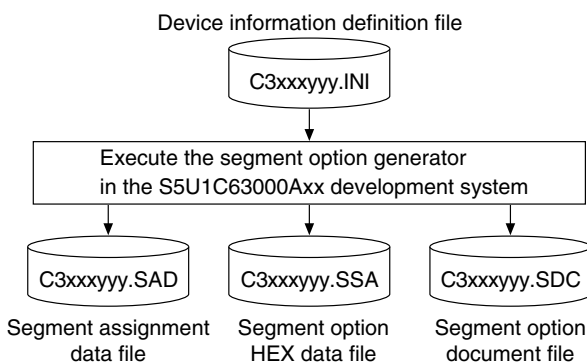 Device information definition file
C3xxxyyy.INI
Execute the segment option generator
in the S5U1C63000Axx development system
C3xxxyyy.SAD
C3xxxyyy.SSA
C3xxxyyy.SDC
Segment assignment
data file
Segment option
HEX data file
Segment option
document file